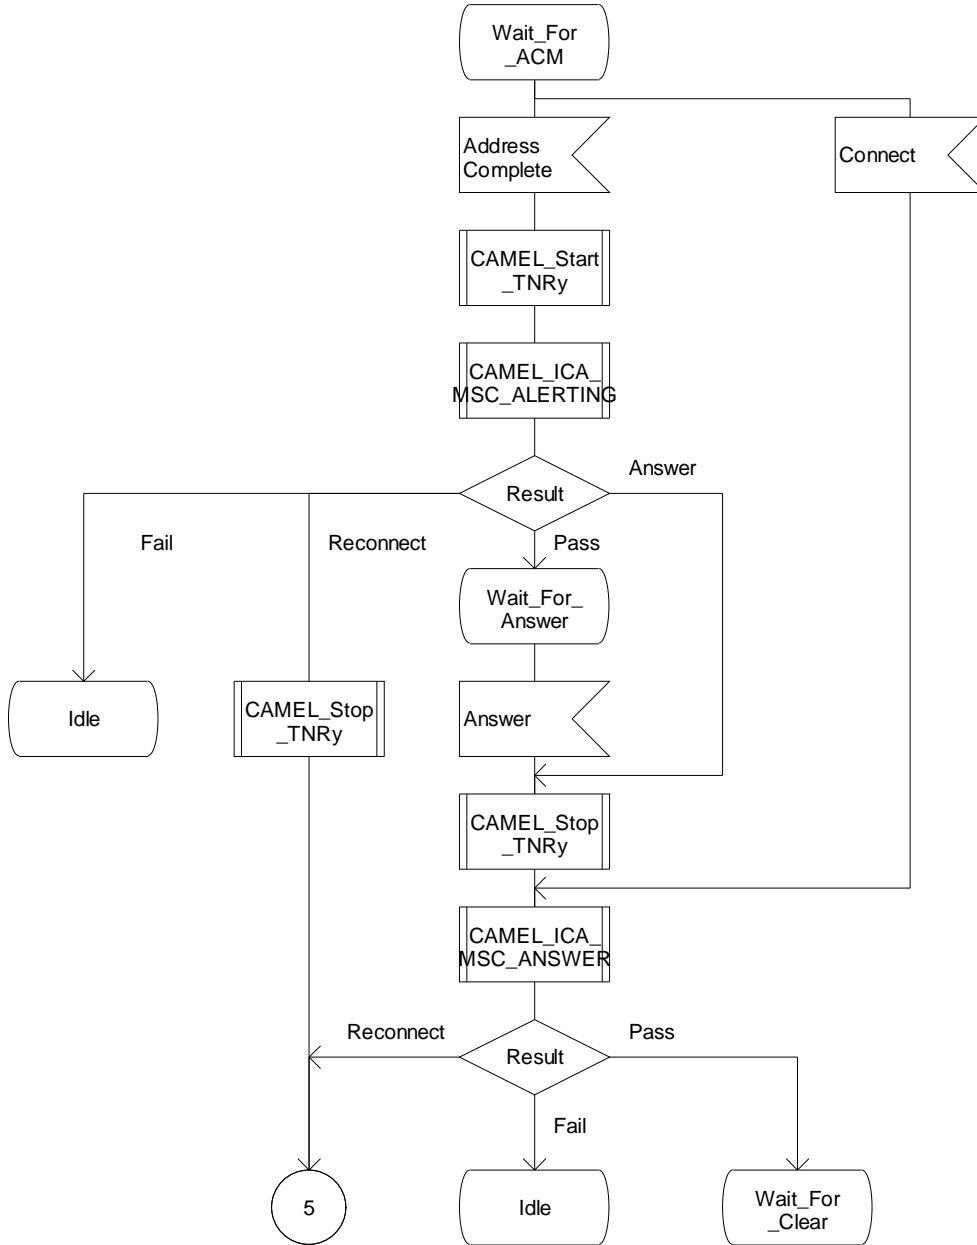 Wait_For
_ACM
Address
Complete
Connect
CAMEL_Start
_TNRy
CAMEL_ICA_
MSC_ALERTING
Answer
Result
Fail
Reconnect
Pass
Wait_For_
Answer
Idle
CAMEL_Stop
_TNRy
Answer
CAMEL_Stop
_TNRy
CAMEL_ICA_
MSC_ANSWER
Reconnect
Pass
Result
Fail
5
Idle
Wait_For
_Clear